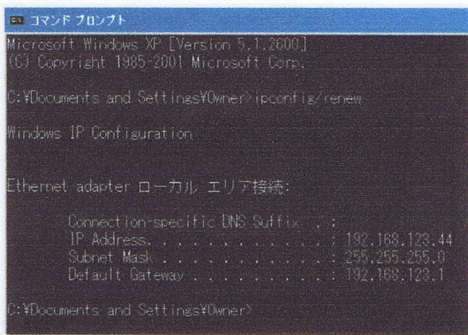 コマンド プロンプト
Microsoft Windows XP [Version 5.1.2600]
(C) Copyright 1985-2001 Microsoft Corp.
C:¥Documents and Settings¥Owner>ipconfig/renew
Windows IP Configuration
Ethernet adapter ローカル エリア接続:
Connection-specific DNS Suffix . :
IP Address. . . . . . . . . . . . : 192.168.123.44
Subnet Mask . . . . . . . . . . . : 255.255.255.0
Default Gateway . . . . . . . . . : 192.168.123.1
C:¥Documents and Settings¥Owner>